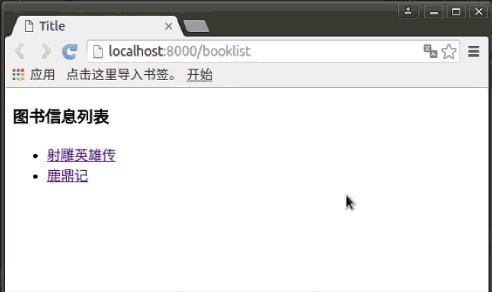 Title
localhost:8000/booklist
应用 点击这里导入书签。 开始
图书信息列表
射雕英雄传
鹿鼎记